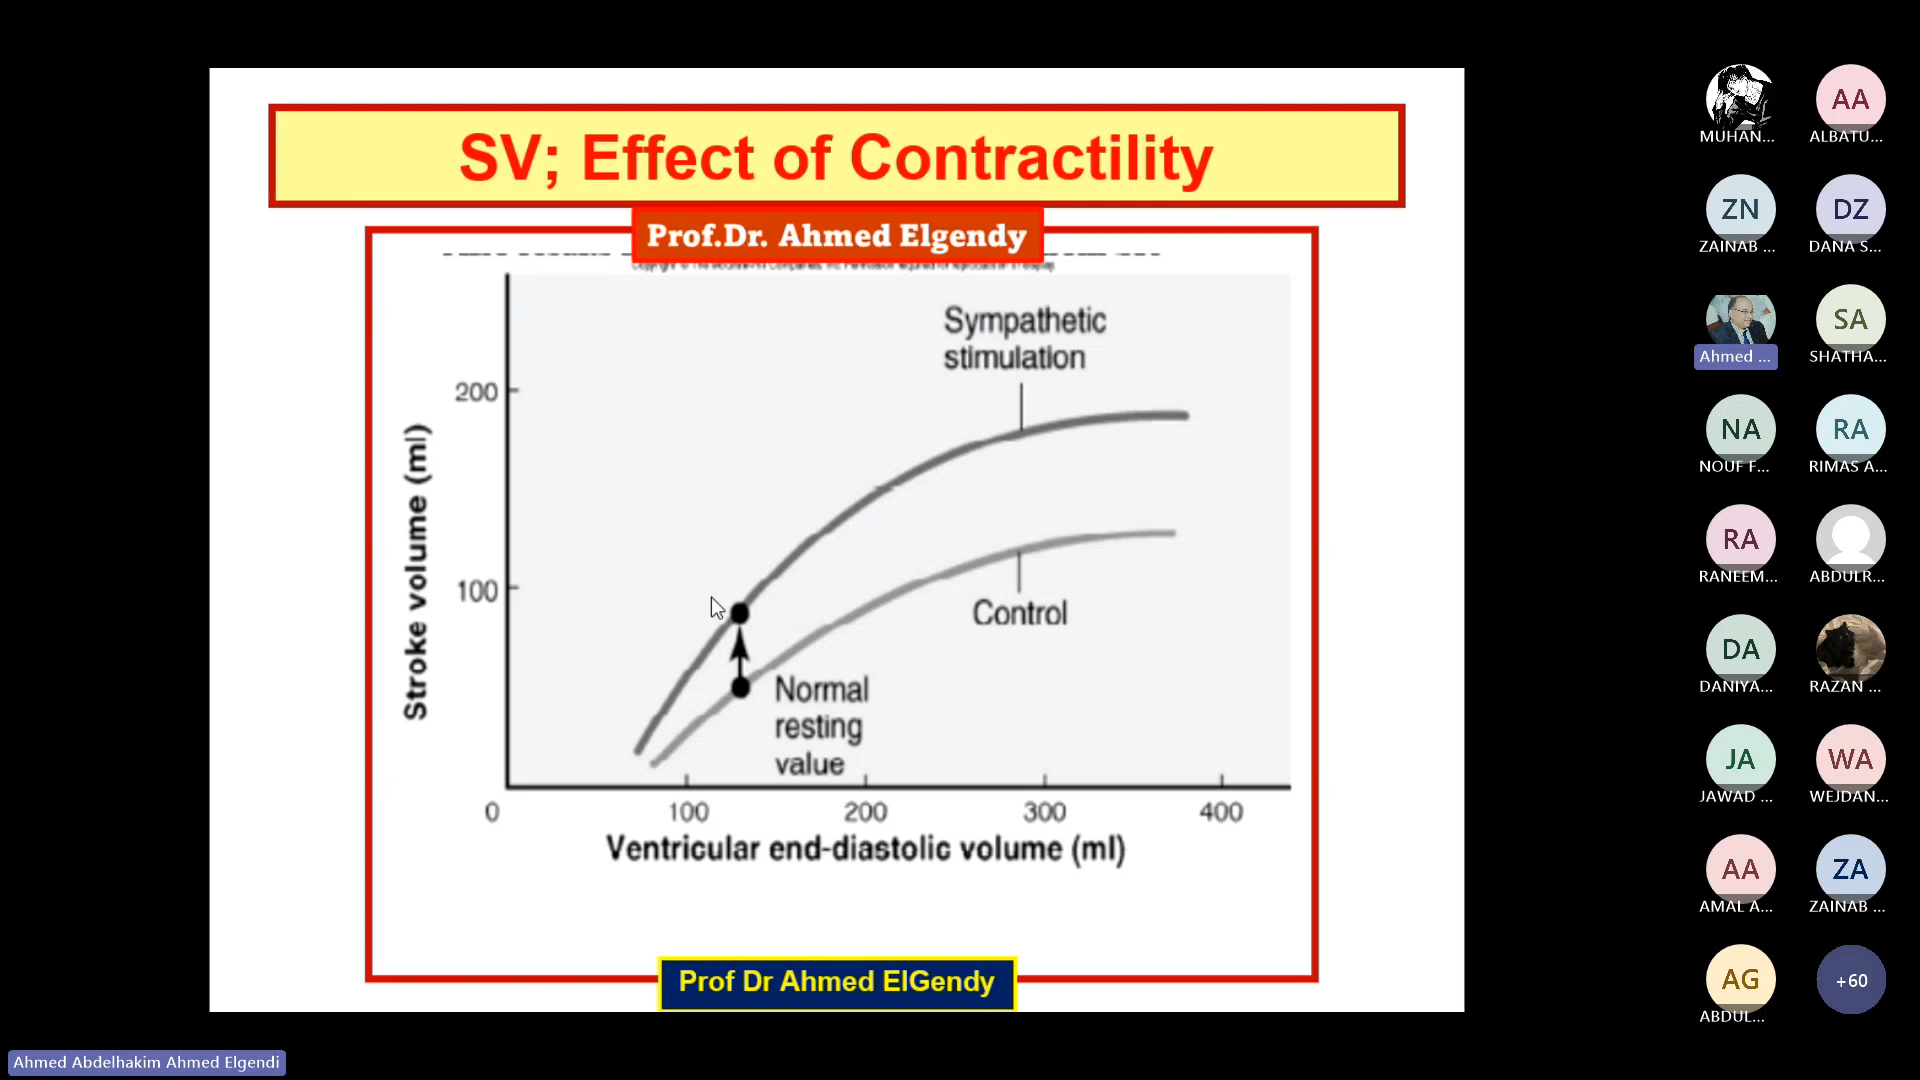 SV; Effect of Contractility
Prof.Dr. Ahmed Elgendy
Sympathetic
stimulation
200
Stroke volume (ml)
100
Control
Normal
resting
value
0
100
200
300
400
Ventricular end-diastolic volume (ml)
Prof Dr Ahmed ElGendy
Ahmed Abdelhakim Ahmed Elgendi
MUHAN...
AA
ALBATU...
ZN
ZAINAB ...
DZ
DANA S...
Ahmed ...
SA
SHATHA...
NA
NOUF F...
RA
RIMAS A...
RA
RANEEM...
ABDULR...
DA
DANIYA...
RAZAN ...
JA
JAWAD ...
WA
WEJDAN...
AA
AMAL A...
ZA
ZAINAB ...
AG
ABDUL...
+60